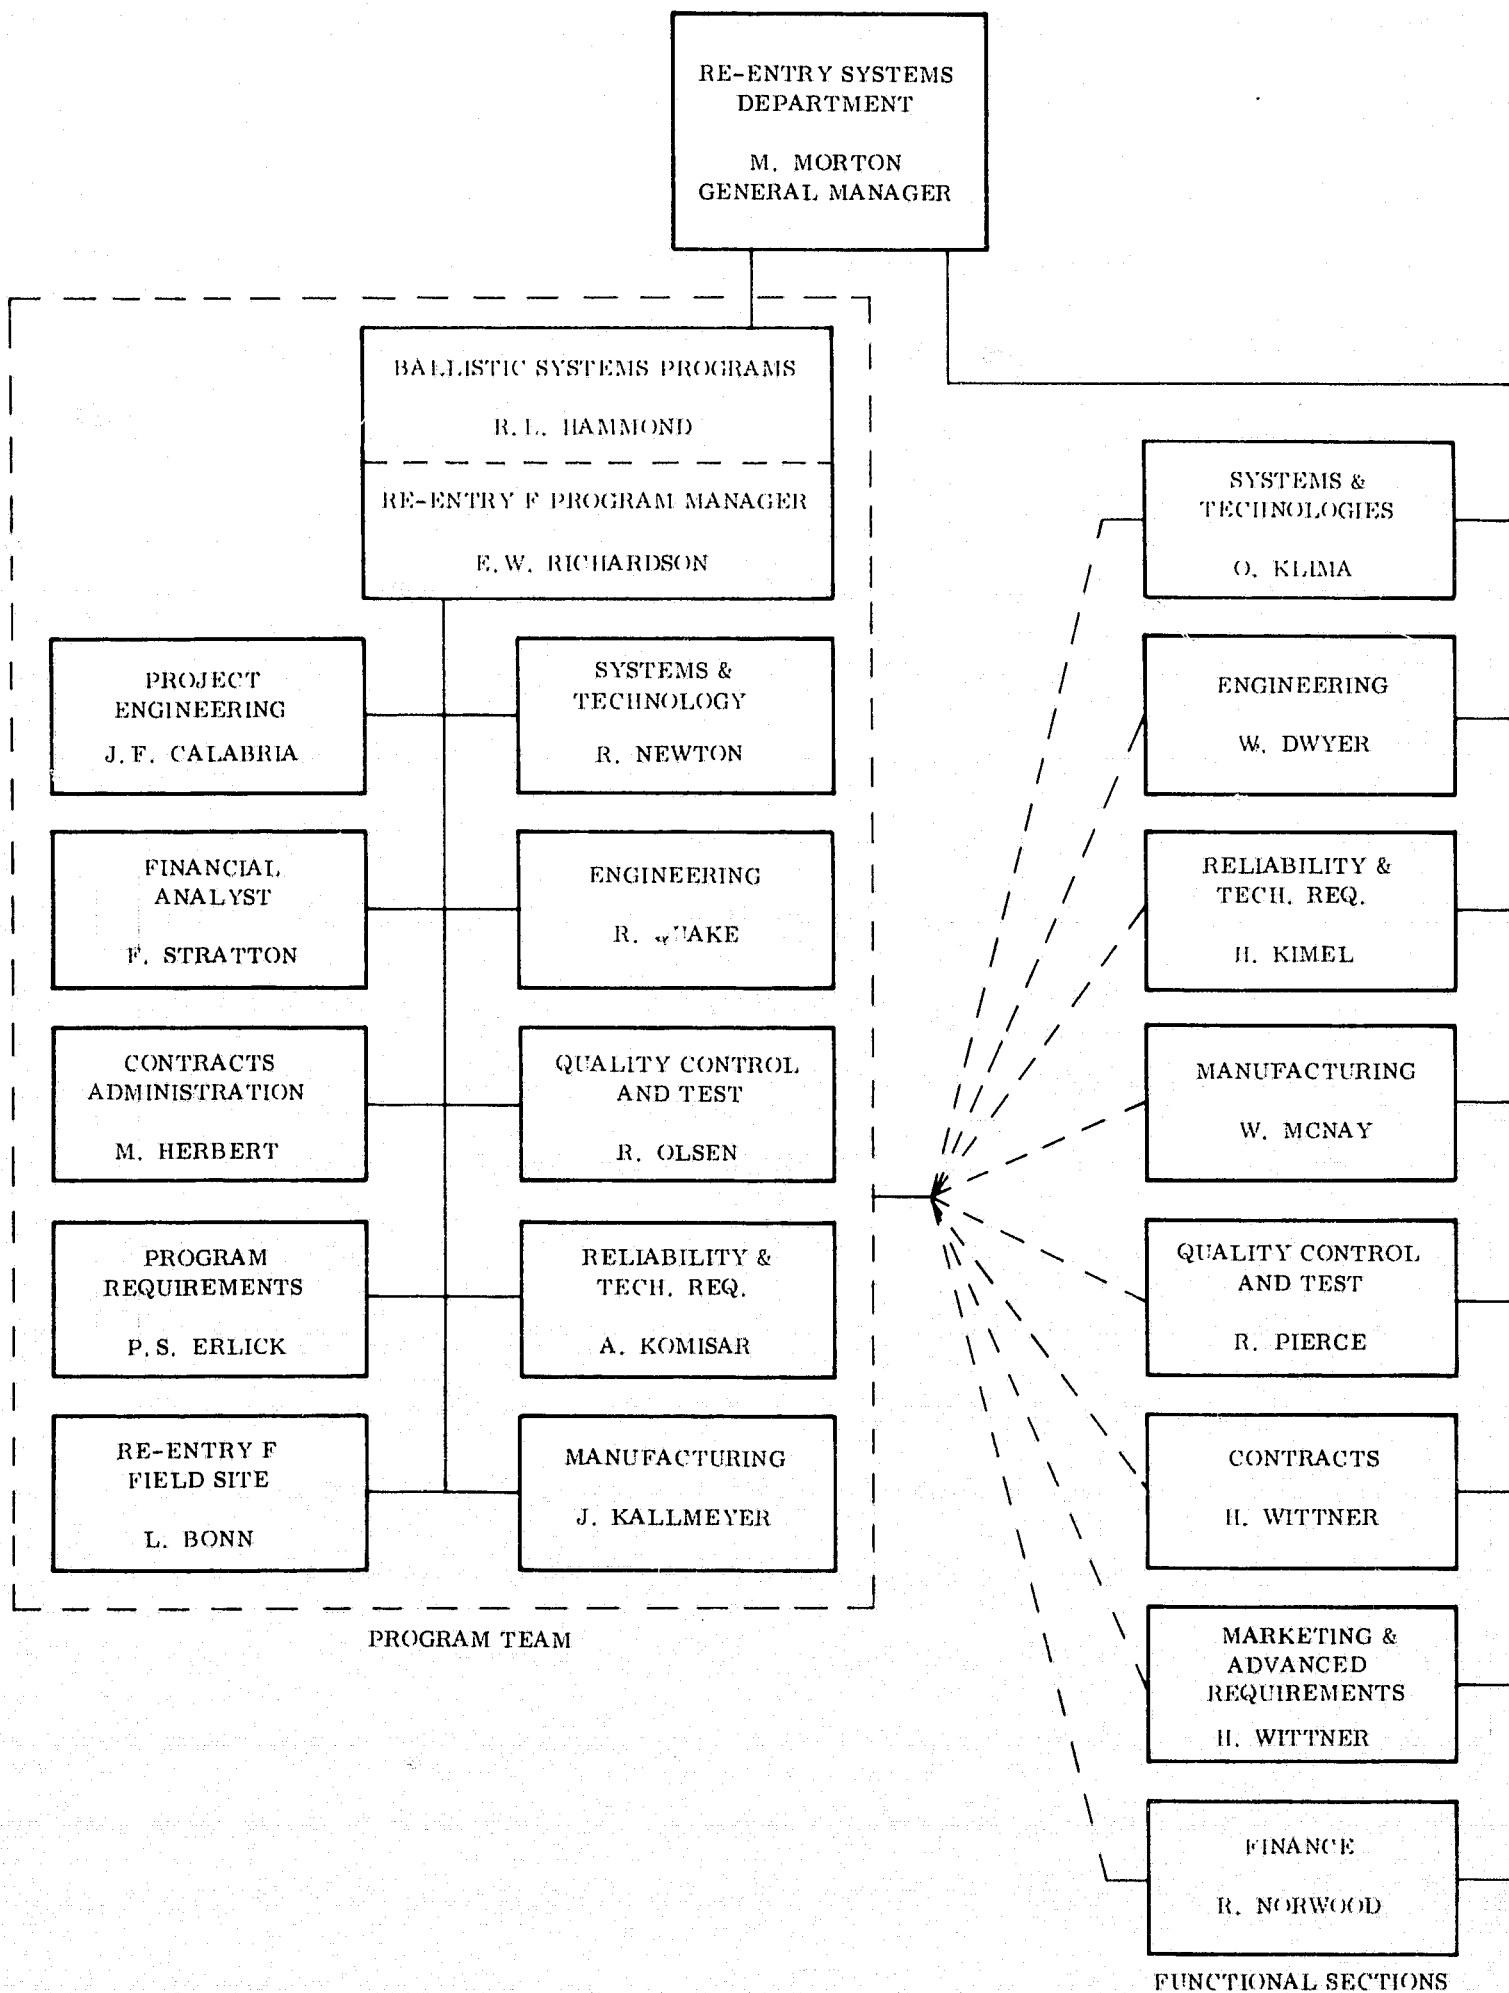 RE-ENTRY SYSTEMS
DEPARTMENT
M. MORTON
GENERAL MANAGER
BALLISTIC SYSTEMS PROGRAMS
R. L. HAMMOND
RE-ENTRY F PROGRAM MANAGER
E. W. RICHARDSON
PROJECT
ENGINEERING
J. F. CALABRIA
SYSTEMS &
TECHNOLOGY
R. NEWTON
FINANCIAL
ANALYST
F. STRATTON
ENGINEERING
R.
CONTRACTS
ADMINISTRATION
M. HERBERT
QUALITY CONTROL
AND TEST
R. OLSEN
PROGRAM
REQUIREMENTS
P. S. ERLICK
RELIABILITY &
TECH. REQ.
A. KOMISAR
RE-ENTRY F
FIELD SITE
L. BONN
MANUFACTURING
J. KALLMEYER
PROGRAM TEAM
SYSTEMS &
TECHNOLOGIES
O. KLIMA
ENGINEERING
W. DWYER
RELIABILITY &
TECH. REQ.
H. KIMEL
MANUFACTURING
W. MCNAY
QUALITY CONTROL
AND TEST
R. PIERCE
CONTRACTS
H. WITTNER
MARKETING &
ADVANCED
REQUIREMENTS
H. WITTNER
FINANCE
R. NORWOOD
FUNCTIONAL SECTIONS